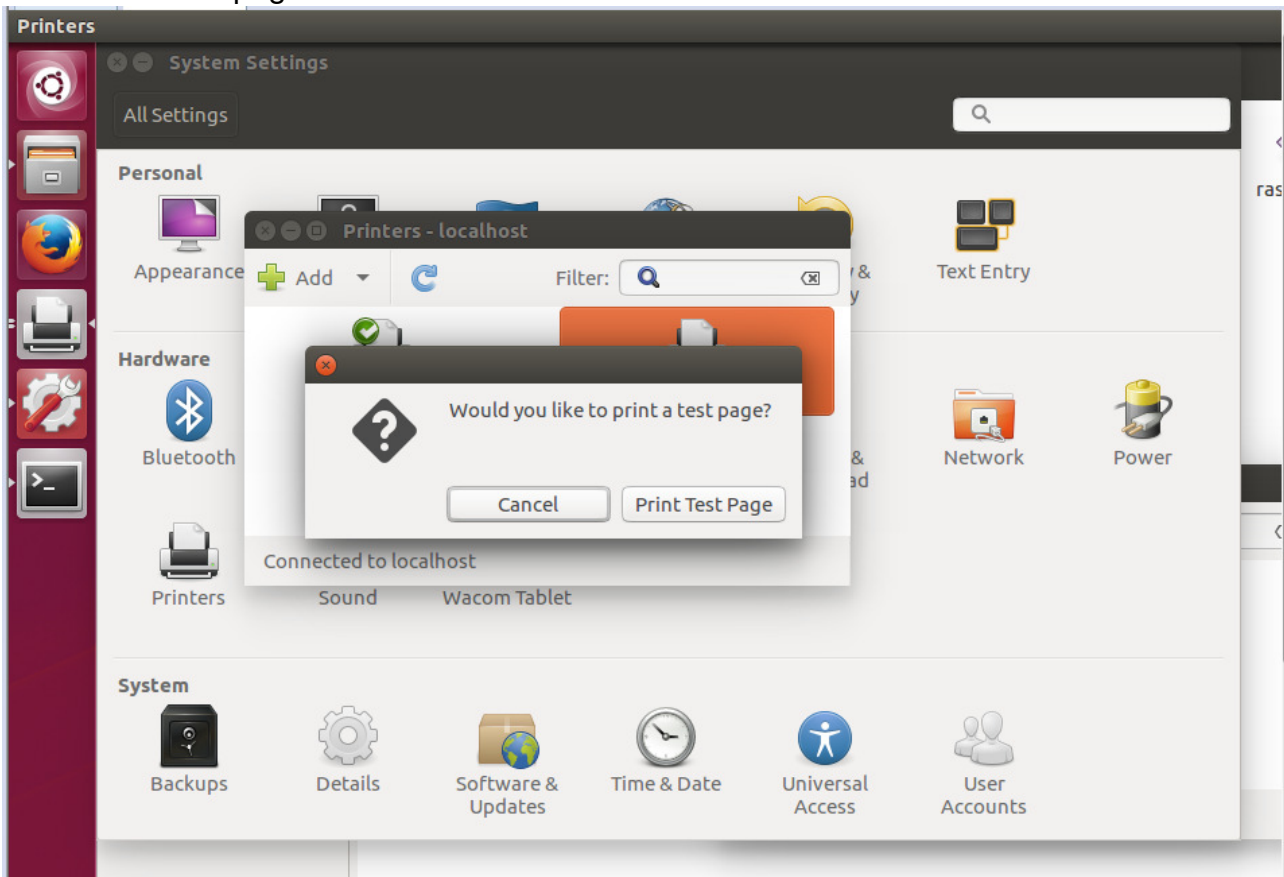 Printers
System Settings
All Settings
ras
Personal
Appearance
Text Entry
Printers - localhost
Add
Filter:
&
y
Hardware
Would you like to print a test page?
Cancel
Print Test Page
Bluetooth
&
ad
Network
Power
Connected to localhost
Printers
Sound
Wacom Tablet
System
Backups
Details
Software &
Updates
Time & Date
Universal
Access
User
Accounts